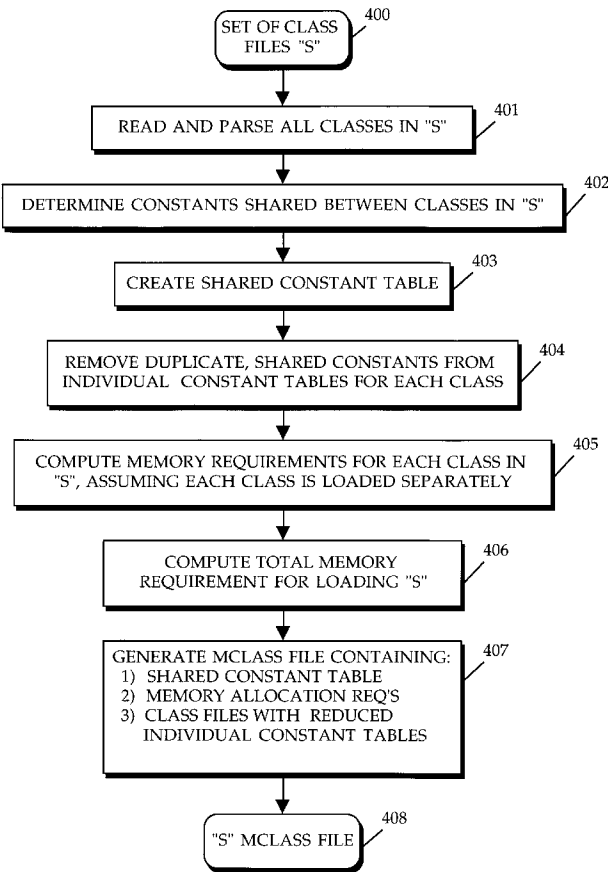 400
SET OF CLASS
FILES "S"
401
READ AND PARSE ALL CLASSES IN "S"
402
DETERMINE CONSTANTS SHARED BETWEEN CLASSES IN "S"
403
CREATE SHARED CONSTANT TABLE
404
REMOVE DUPLICATE, SHARED CONSTANTS FROM
INDIVIDUAL CONSTANT TABLES FOR EACH CLASS
405
COMPUTE MEMORY REQUIREMENTS FOR EACH CLASS IN
"S", ASSUMING EACH CLASS IS LOADED SEPARATELY
406
COMPUTE TOTAL MEMORY
REQUIREMENT FOR LOADING "S"
407
GENERATE MCLASS FILE CONTAINING:
1) SHARED CONSTANT TABLE
2) MEMORY ALLOCATION REQ'S
3) CLASS FILES WITH REDUCED
INDIVIDUAL CONSTANT TABLES
408
"S" MCLASS FILE